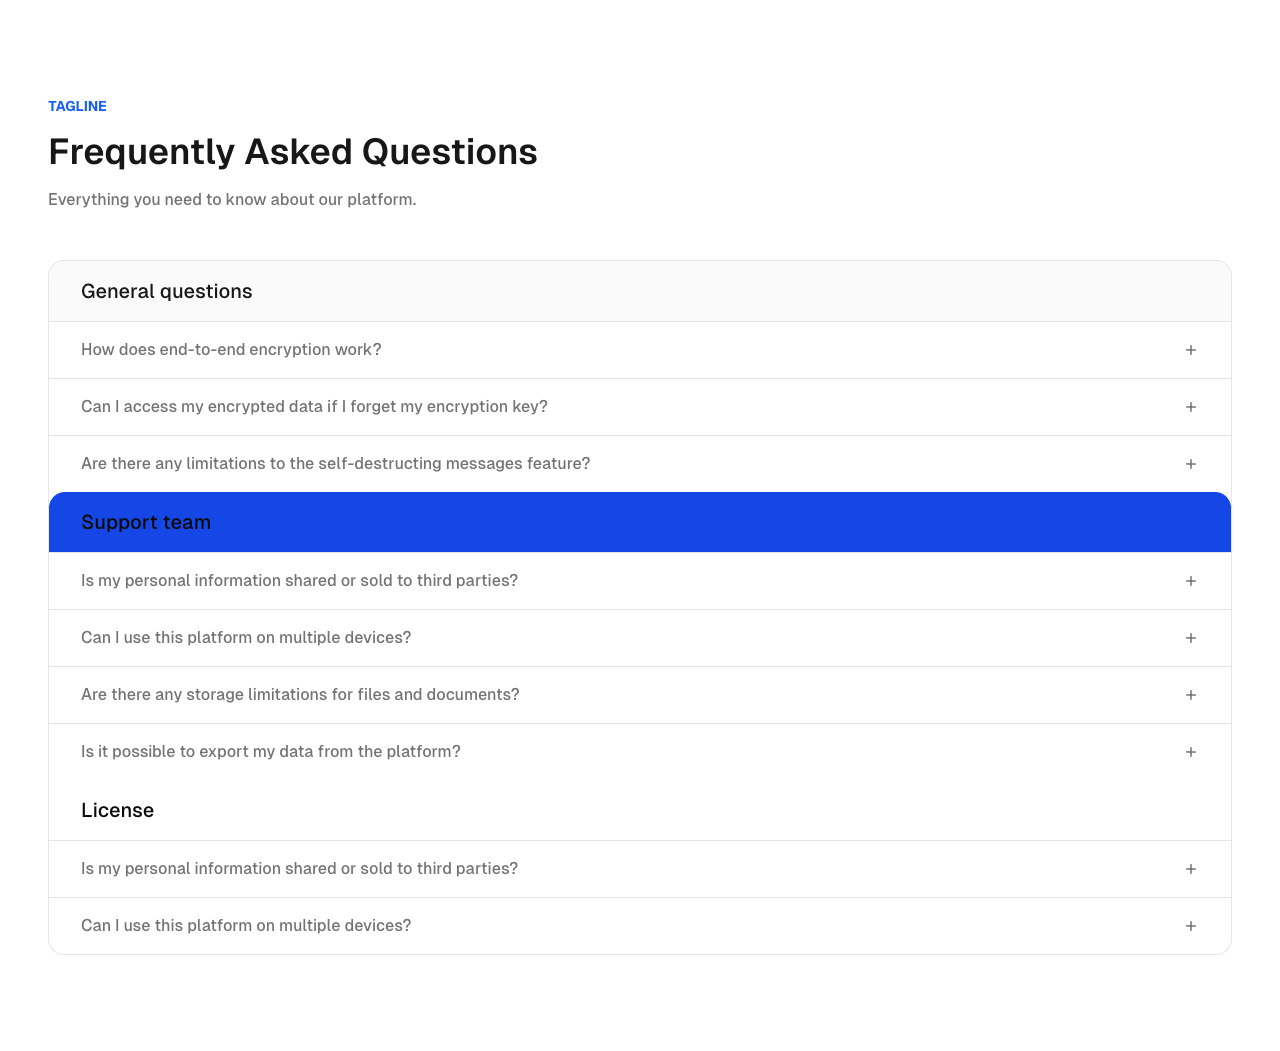 TAGLINE
Frequently Asked Questions
Everything you need to know about our platform.
General questions
How does end-to-end encryption work?
Can I access my encrypted data if I forget my encryption key?
Are there any limitations to the self-destructing messages feature?
Support team
Is my personal information shared or sold to third parties?
Can I use this platform on multiple devices?
Are there any storage limitations for files and documents?
Is it possible to export my data from the platform?
License
Is my personal information shared or sold to third parties?
Can I use this platform on multiple devices?